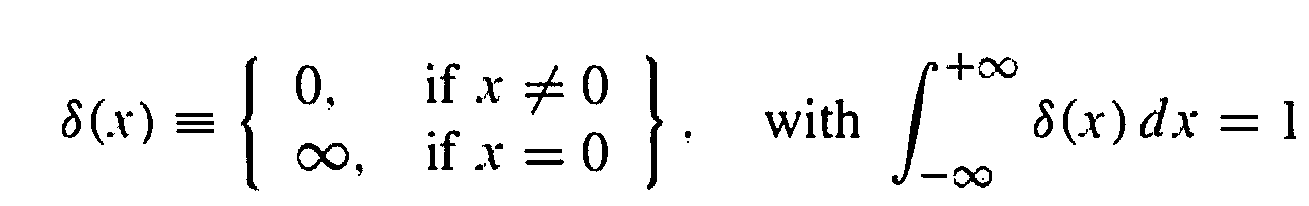 δ(x) ≡ { 0, if x ≠ 0 ∞, if x = 0 }. with ∫_{−∞}^{+∞} δ(x) dx = 1